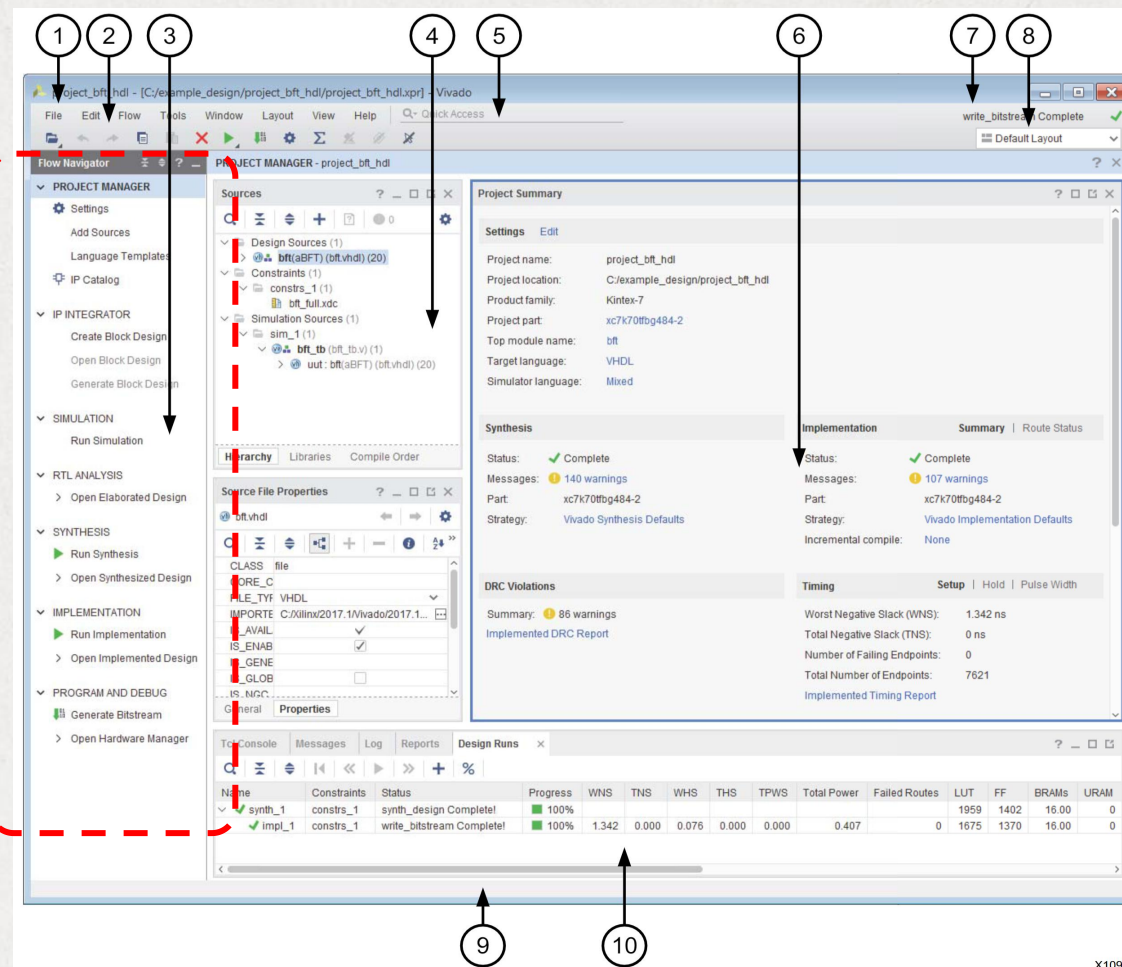 1 2 3 4 5 6 7 8
project_bft_hdl - [C:/example_design/project_bft_hdl/project_bft_hdl.xpr] - Vivado
File Edit Flow Tools Window Layout View Help Quick Access write_bitstream Complete
Default Layout
Flow Navigator PROJECT MANAGER - project_bft_hdl
PROJECT MANAGER
Settings
Add Sources
Language Templates
IP Catalog
IP INTEGRATOR
Create Block Design
Open Block Design
Generate Block Design
SIMULATION
Run Simulation
RTL ANALYSIS
Open Elaborated Design
SYNTHESIS
Run Synthesis
Open Synthesized Design
IMPLEMENTATION
Run Implementation
Open Implemented Design
PROGRAM AND DEBUG
Generate Bitstream
Open Hardware Manager
Sources
0
Design Sources (1)
bft(aBFT) (bft.vhdl) (20)
Constraints (1)
constrs_1 (1)
bft_full.xdc
Simulation Sources (1)
sim_1 (1)
bft_tb (bft_tb.v) (1)
uut : bft(aBFT) (bft.vhdl) (20)
Hierarchy Libraries Compile Order
Source File Properties
bft.vhdl
CLASS file
CORE_C
FILE_TYF VHDL
IMPORTE C:/Xilinx/2017.1/Vivado/2017.1...
IS_AVAIL
IS_ENAB
IS_GENE
IS_GLOB
IS_NGC
General Properties
Project Summary
Settings Edit
Project name: project_bft_hdl
Project location: C:/example_design/project_bft_hdl
Product family: Kintex-7
Project part: xc7k70tfbg484-2
Top module name: bft
Target language: VHDL
Simulator language: Mixed
Synthesis
Status: Complete
Messages: 140 warnings
Part: xc7k70tfbg484-2
Strategy: Vivado Synthesis Defaults
Implementation Summary | Route Status
Status: Complete
Messages: 107 warnings
Part: xc7k70tfbg484-2
Strategy: Vivado Implementation Defaults
Incremental compile: None
DRC Violations
Summary: 86 warnings
Implemented DRC Report
Timing Setup | Hold | Pulse Width
Worst Negative Slack (WNS): 1.342 ns
Total Negative Slack (TNS): 0 ns
Number of Failing Endpoints: 0
Total Number of Endpoints: 7621
Implemented Timing Report
Tcl Console Messages Log Reports Design Runs
Name Constraints Status Progress WNS TNS WHS THS TPWS Total Power Failed Routes LUT FF BRAMs URAM
synth_1 constrs_1 synth_design Complete! 100% 1959 1402 16.00 0
impl_1 constrs_1 write_bitstream Complete! 100% 1.342 0.000 0.076 0.000 0.000 0.407 0 1675 1370 16.00 0
9 10
X109